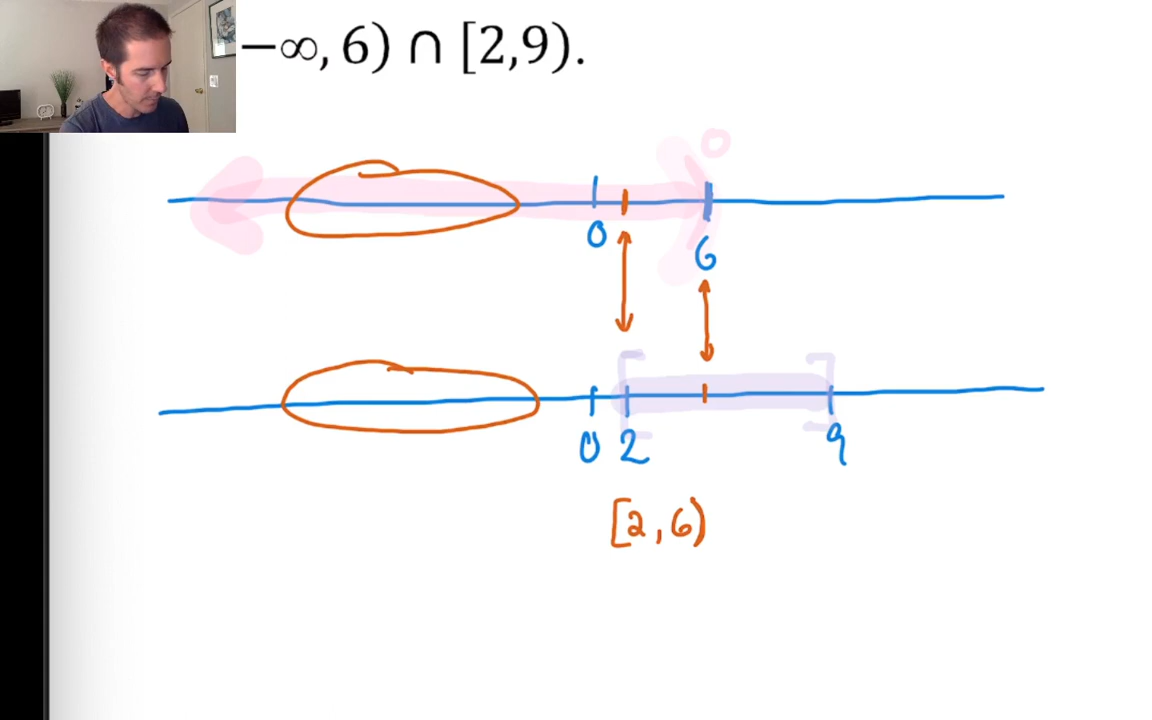 −∞, 6) ∩ [2,9).
0
6
0 2 9
[2, 6)